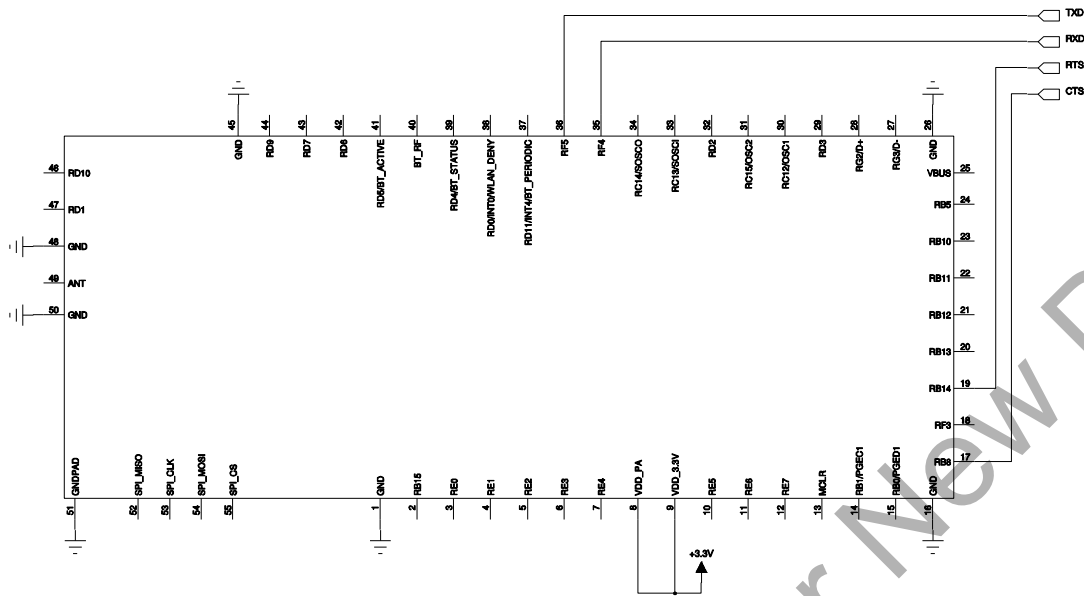 TXD
RXD
RTS
CTS
45 44 43 42 41 40 39 38 37 36 35 34 33 32 31 30 29 28 27 26
GND
RD9
RD7
RD6
RD5/BT_ACTIVE
BT_RF
RD4/BT_STATUS
RD0/INT0/WLAN_DENY
RD11/INT4/BT_PERIODIC
RF5
RF4
RC14/SOSCO
RC13/SOSCI
RD2
RC15/OSC2
RC12/OSC1
RD3
RG2/D+
RG3/D-
GND
46 RD10
47 RD1
48 GND
49 ANT
50 GND
VBUS 25
RB5 24
RB10 23
RB11 22
RB12 21
RB13 20
RB14 19
RF3 18
RB8 17
GNDPAD
SPI_MISO
SPI_CLK
SPI_MOSI
SPI_CS
GND
RB15
RE0
RE1
RE2
RE3
RE4
VDD_PA
VDD_3.3V
RE5
RE6
RE7
MCLR
RB1/PGEC1
RB0/PGED1
GND
51 52 53 54 55 1 2 3 4 5 6 7 8 9 10 11 12 13 14 15 16
+3.3V
r New D